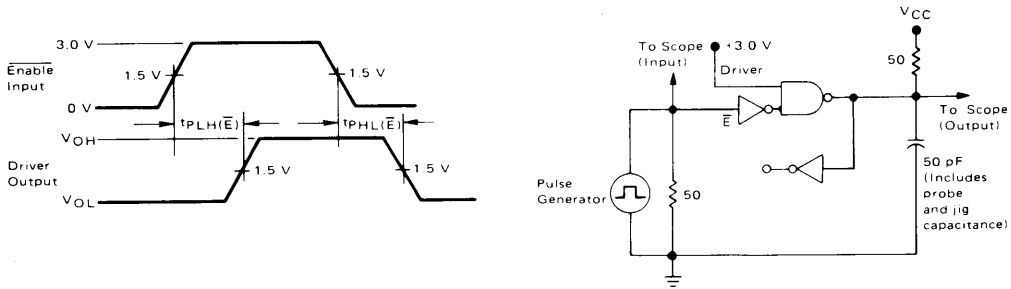 3.0 V
Enable
Input
1.5 V
1.5 V
0 V
tPLH(E)
tPHL(E)
VOH
Driver
Output
1.5 V
1.5 V
VOL
VCC
50
To Scope
(Input)
+3.0 V
Driver
E
To Scope
(Output)
Pulse
Generator
50
50 pF
(Includes
probe
and jig
capacitance)